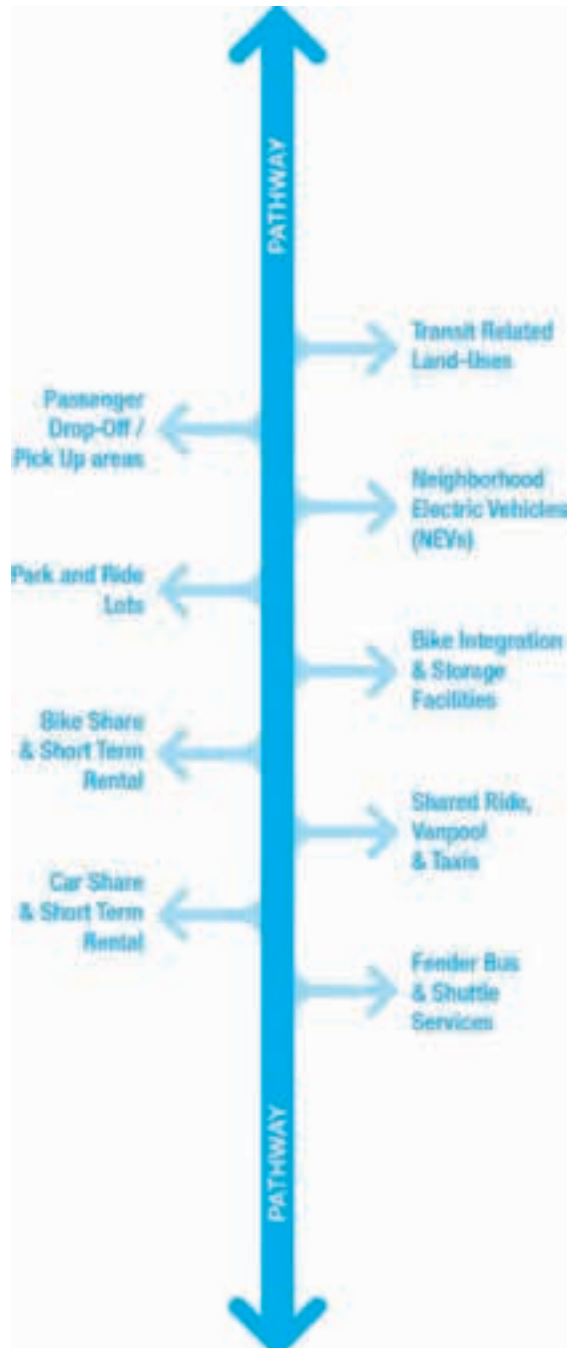 PATHWAY
Transit Related
Land-Uses
Passenger
Drop-Off /
Pick Up areas
Neighborhood
Electric Vehicles
(NEVs)
Park and Ride
Lots
Bike Integration
& Storage
Facilities
Bike Share
& Short Term
Rental
Shared Ride,
Vanpool
& Taxis
Car Share
& Short Term
Rental
Feeder Bus
& Shuttle
Services
PATHWAY